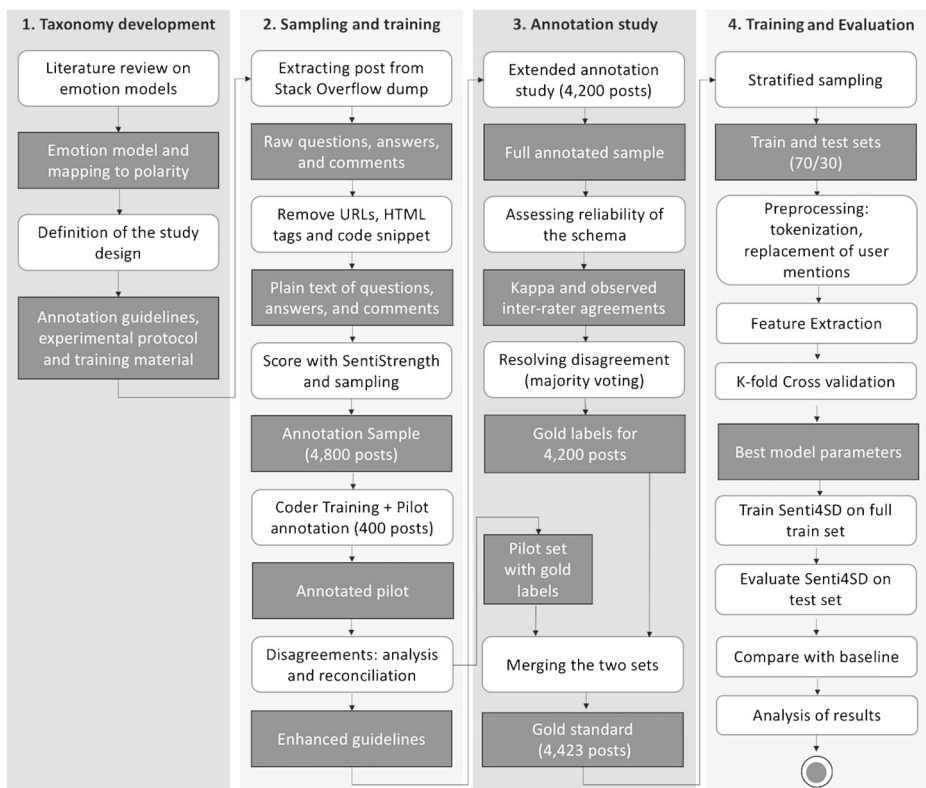 1. Taxonomy development
Literature review on
emotion models
Emotion model and
mapping to polarity
Definition of the study
design
Annotation guidelines,
experimental protocol
and training material
2. Sampling and training
Extracting post from
Stack Overflow dump
Raw questions, answers,
and comments
Remove URLs, HTML
tags and code snippet
Plain text of questions,
answers, and comments
Score with SentiStrength
and sampling
Annotation Sample
(4,800 posts)
Coder Training + Pilot
annotation (400 posts)
Annotated pilot
Disagreements: analysis
and reconciliation
Enhanced guidelines
3. Annotation study
Extended annotation
study (4,200 posts)
Full annotated sample
Assessing reliability of
the schema
Kappa and observed
inter-rater agreements
Resolving disagreement
(majority voting)
Gold labels for
4,200 posts
Pilot set
with gold
labels
Merging the two sets
Gold standard
(4,423 posts)
4. Training and Evaluation
Stratified sampling
Train and test sets
(70/30)
Preprocessing:
tokenization,
replacement of user
mentions
Feature Extraction
K-fold Cross validation
Best model parameters
Train Senti4SD on full
train set
Evaluate Senti4SD on
test set
Compare with baseline
Analysis of results